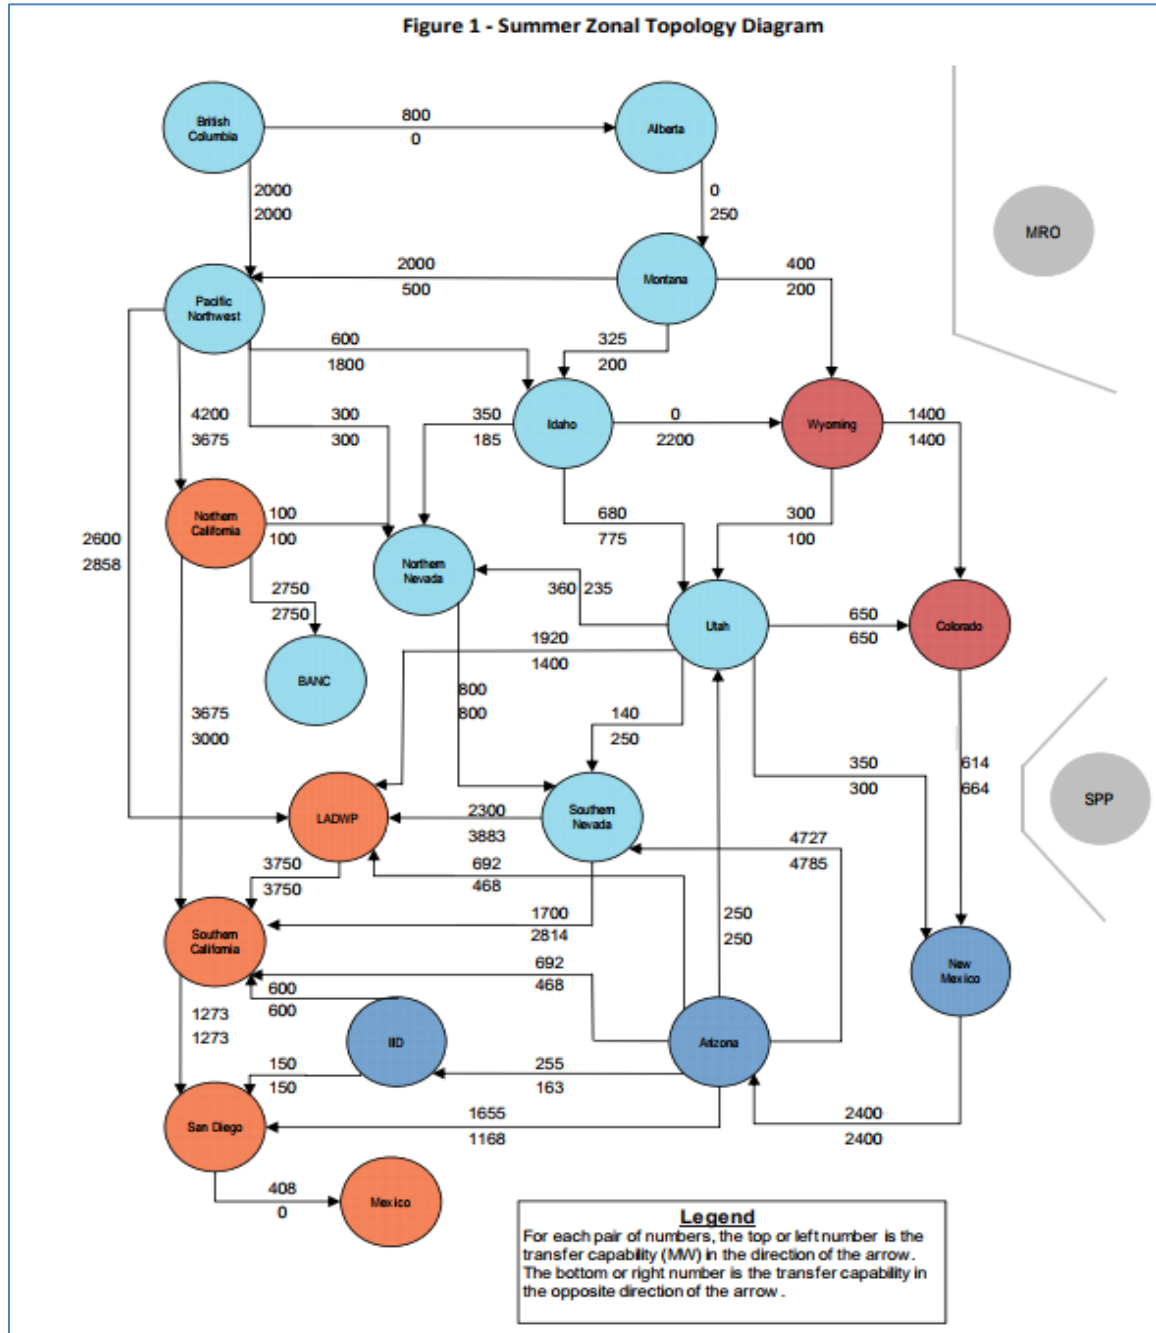 Figure 1 - Summer Zonal Topology Diagram
British
Columbia
800
0
Alberta
2000
2000
0
250
MRO
Pacific
Northwest
2000
500
Montana
400
200
600
1800
325
200
4200
3675
300
300
350
185
Idaho
0
2200
Wyoming
1400
1400
Northern
California
100
100
680
775
300
100
2600
2858
2750
2750
Northern
Nevada
360 235
Utah
650
650
Colorado
BANC
1920
1400
3675
3000
800
800
140
250
350
300
614
664
SPP
LADWP
2300
3883
Southern
Nevada
4727
4785
3750
3750
692
468
Southern
California
1700
2814
250
250
New
Mexico
692
468
600
600
1273
1273
IID
Arizona
150
150
255
163
San Diego
1655
1168
2400
2400
408
0
Mexico
Legend
For each pair of numbers, the top or left number is the
transfer capability (MW) in the direction of the arrow.
The bottom or right number is the transfer capability in
the opposite direction of the arrow.